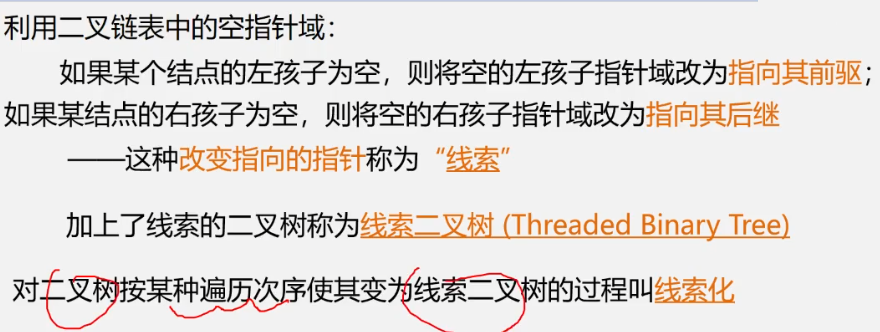 利用二叉链表中的空指针域：
如果某个结点的左孩子为空，则将空的左孩子指针域改为指向其前驱；
如果某结点的右孩子为空，则将空的右孩子指针域改为指向其后继
——这种改变指向的指针称为“线索”
加上了线索的二叉树称为线索二叉树 (Threaded Binary Tree)
对二叉树按某种遍历次序使其变为线索二叉树的过程叫线索化